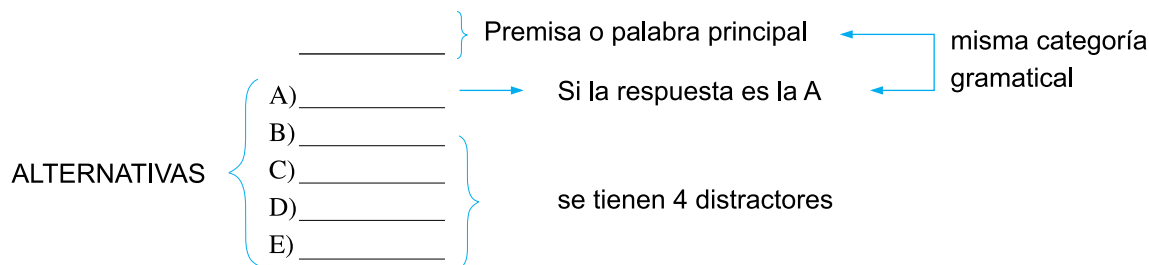 Premisa o palabra principal
misma categoría
gramatical
A)
Si la respuesta es la A
B)
C)
ALTERNATIVAS
D)
se tienen 4 distractores
E)